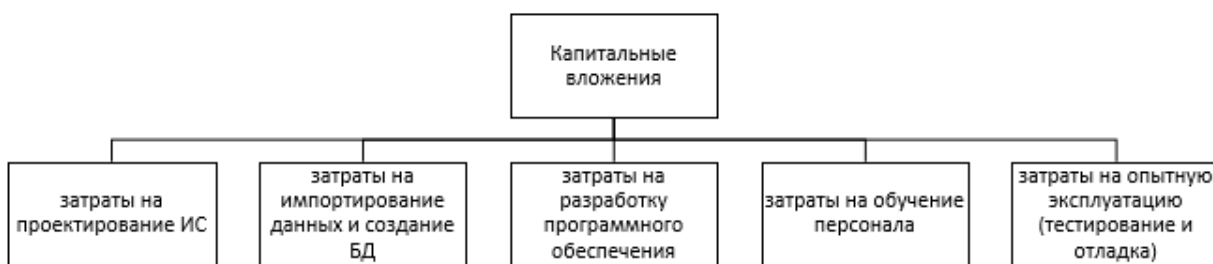 Капитальные
вложения
затраты на
проектирование ИС
затраты на
импортирование
данных и создание
БД
затраты на
разработку
программного
обеспечения
затраты на обучение
персонала
затраты на опытную
эксплуатацию
(тестирование и
отладка)